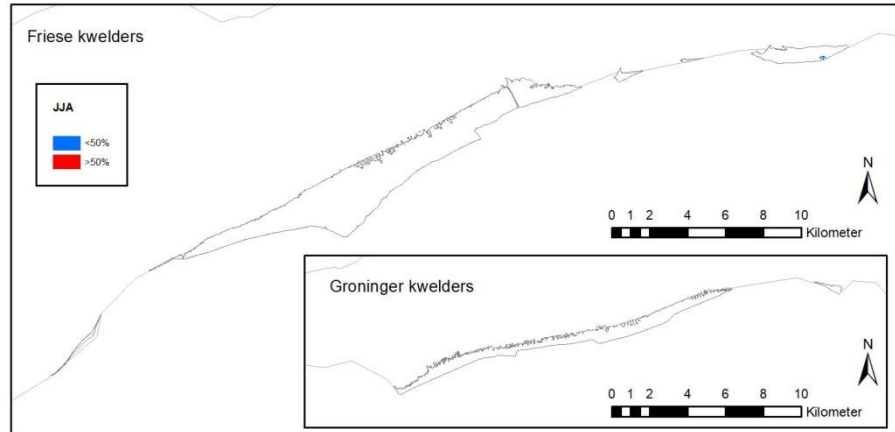 Friese kwelders
JJA
<50%
>50%
N
0 1 2 4 6 8 10
Kilometer
Groninger kwelders
N
0 1 2 4 6 8 10
Kilometer